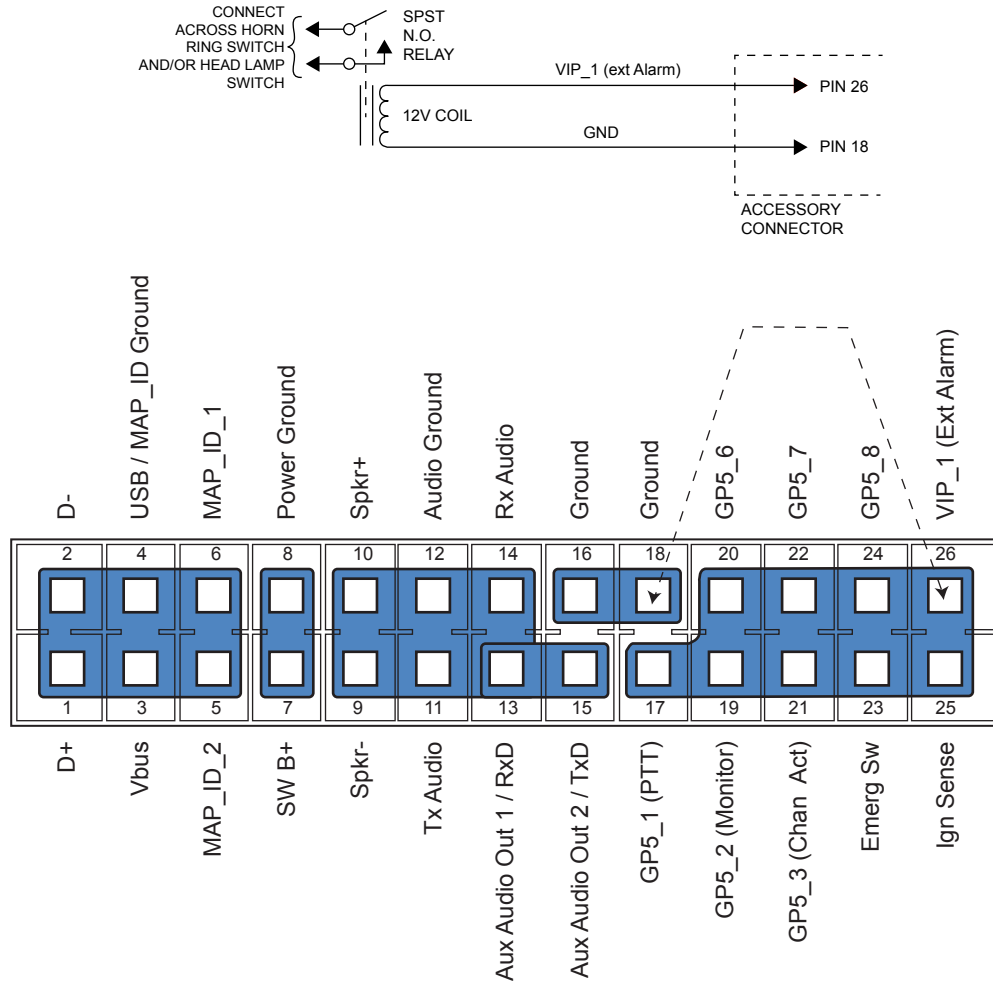 CONNECT
ACROSS HORN
RING SWITCH
AND/OR HEAD LAMP
SWITCH
SPST
N.O.
RELAY
12V COIL
VIP_1 (ext Alarm)
GND
PIN 26
PIN 18
ACCESSORY
CONNECTOR
D-
USB / MAP_ID Ground
MAP_ID_1
Power Ground
Spkr+
Audio Ground
Rx Audio
Ground
Ground
GP5_6
GP5_7
GP5_8
VIP_1 (Ext Alarm)
2 4 6 8 10 12 14 16 18 20 22 24 26
1 3 5 7 9 11 13 15 17 19 21 23 25
D+
Vbus
MAP_ID_2
SW B+
Spkr-
Tx Audio
Aux Audio Out 1 / RxD
Aux Audio Out 2 / TxD
GP5_1 (PTT)
GP5_2 (Monitor)
GP5_3 (Chan Act)
Emerg Sw
Ign Sense